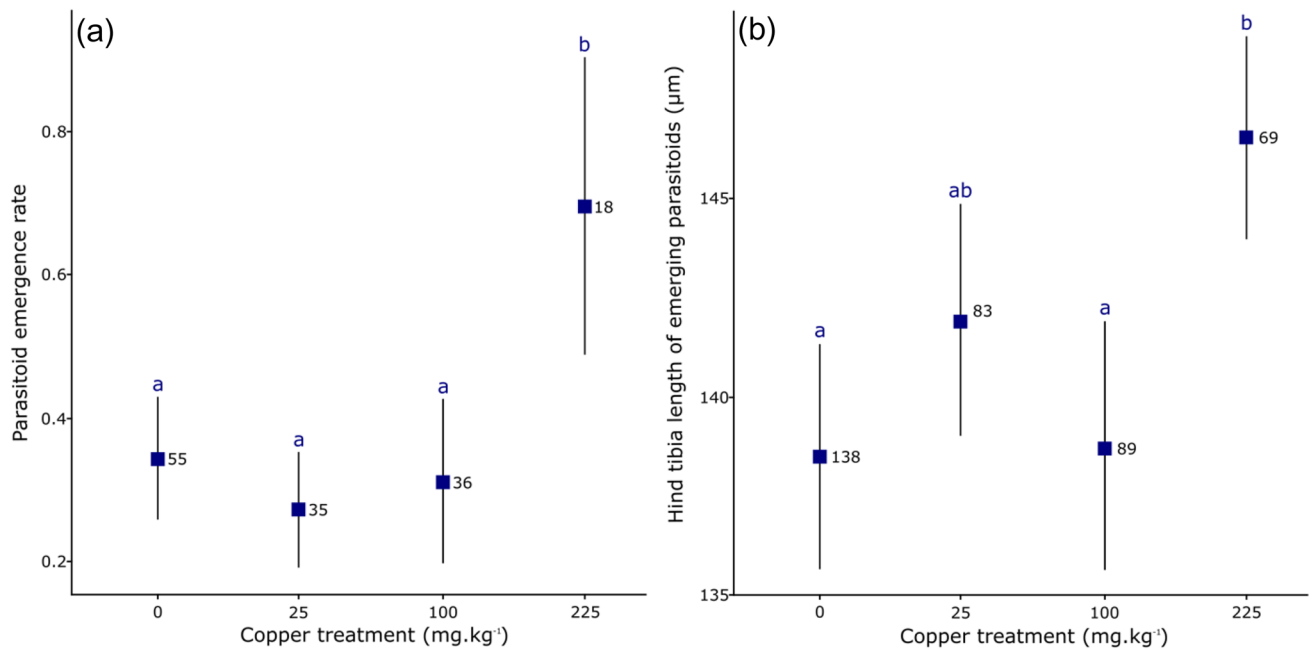 (a)
Parasitoid emergence rate
0.8
0.6
0.4
0.2
a
55
a
35
a
36
b
18
0 25 100 225
Copper treatment (mg.kg⁻¹)
(b)
Hind tibia length of emerging parasitoids (µm)
145
140
135
a
138
ab
83
a
89
b
69
0 25 100 225
Copper treatment (mg.kg⁻¹)